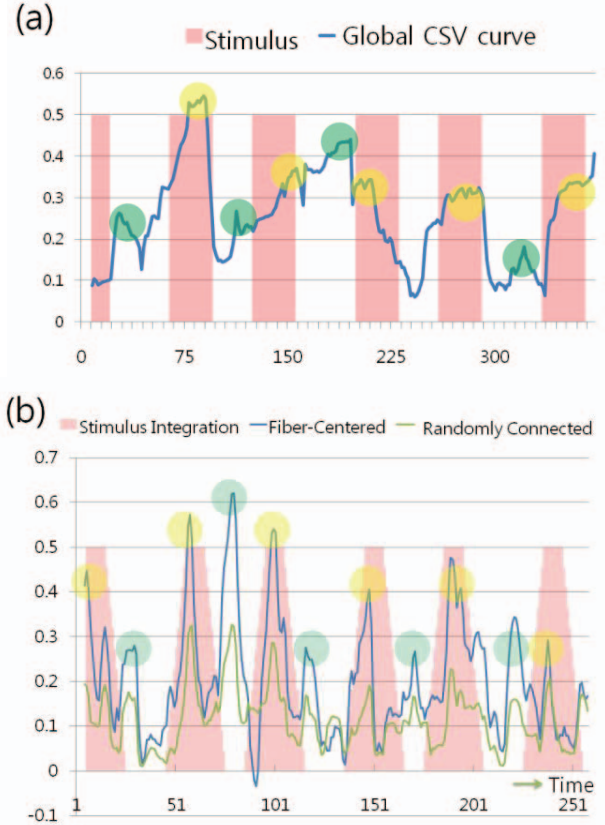 (a)
Stimulus Global CSV curve
0.6
0.5
0.4
0.3
0.2
0.1
0
0 75 150 225 300
(b)
Stimulus Integration Fiber-Centered Randomly Connected
0.7
0.6
0.5
0.4
0.3
0.2
0.1
0
Time
-0.1
1 51 101 151 201 251